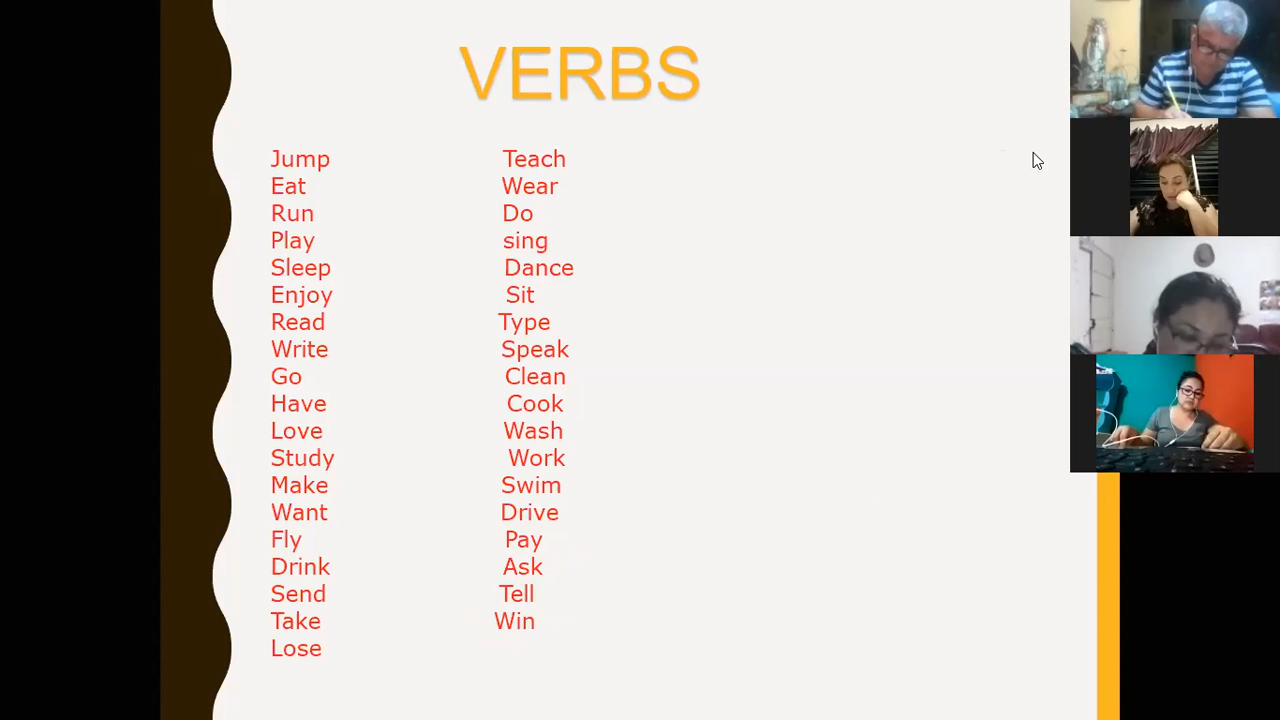 VERBS
Jump Teach
Eat Wear
Run Do
Play sing
Sleep Dance
Enjoy Sit
Read Type
Write Speak
Go Clean
Have Cook
Love Wash
Study Work
Make Swim
Want Drive
Fly Pay
Drink Ask
Send Tell
Take Win
Lose